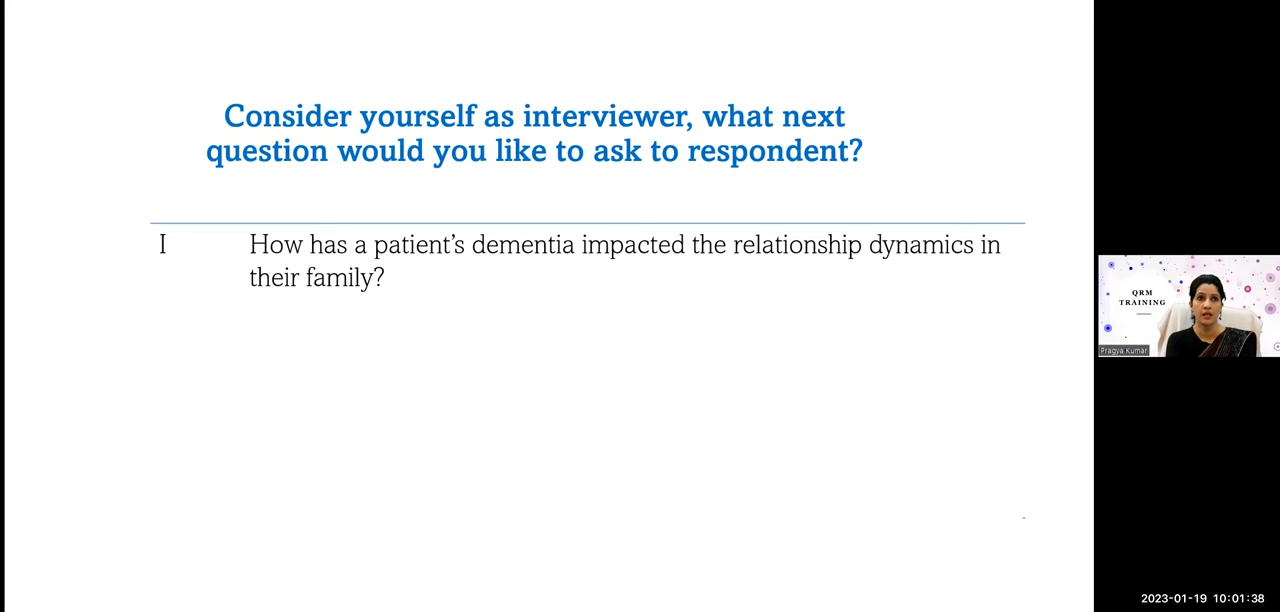 Consider yourself as interviewer, what next
question would you like to ask to respondent?
I How has a patient’s dementia impacted the relationship dynamics in
their family?
QRM
TRAINING
Pragya Kumar
2023-01-19 10:01:38